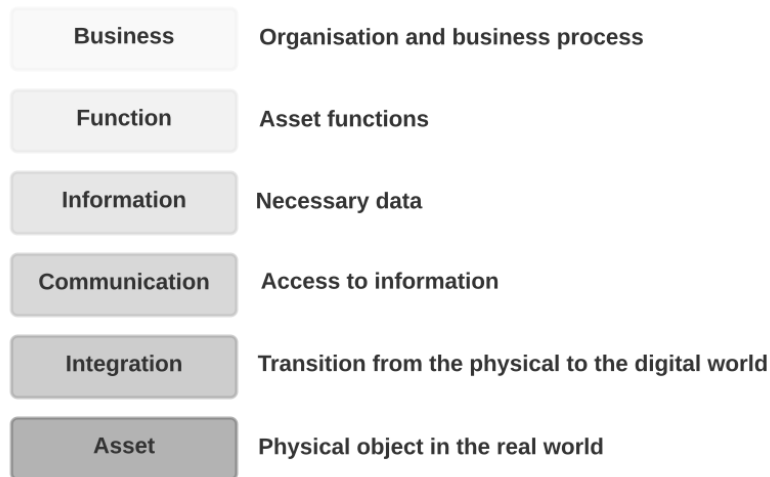 Business Organisation and business process
Function Asset functions
Information Necessary data
Communication Access to information
Integration Transition from the physical to the digital world
Asset Physical object in the real world